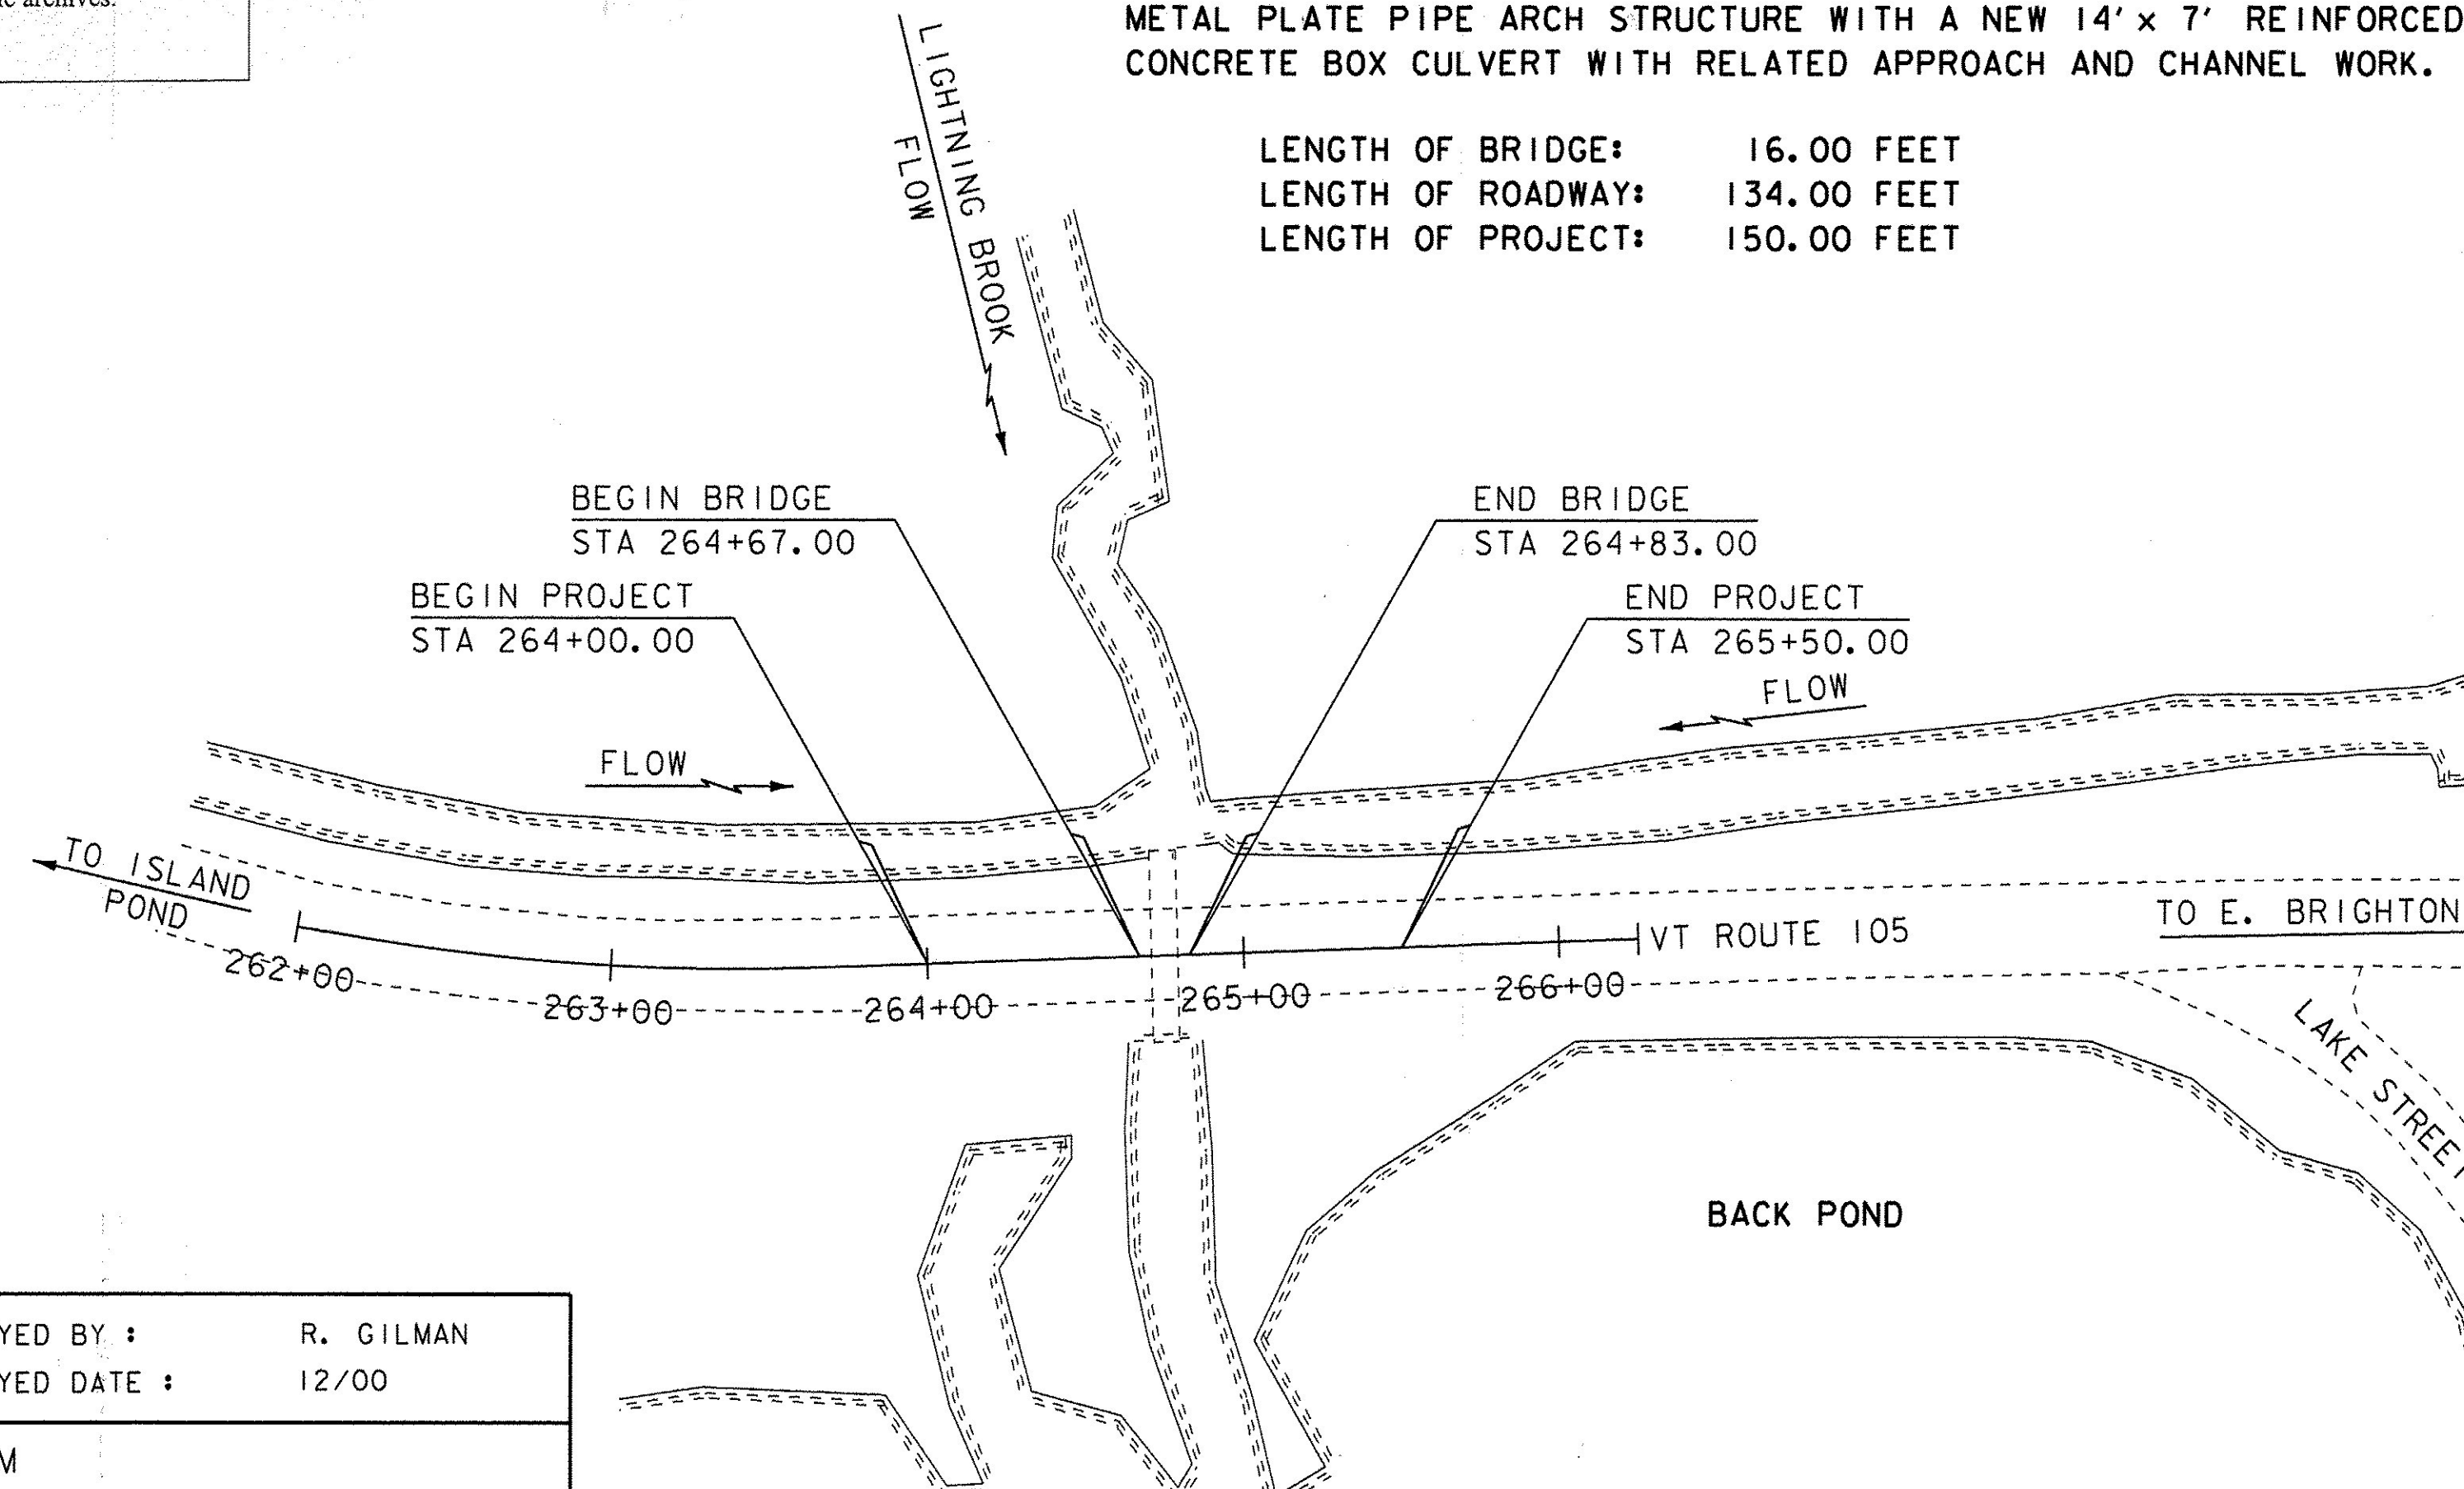 archives.
METAL PLATE PIPE ARCH STRUCTURE WITH A NEW 14' x 7' REINFORCED
CONCRETE BOX CULVERT WITH RELATED APPROACH AND CHANNEL WORK.
LENGTH OF BRIDGE: 16.00 FEET
LENGTH OF ROADWAY: 134.00 FEET
LENGTH OF PROJECT: 150.00 FEET
LIGHTNING BROOK
FLOW
BEGIN BRIDGE
STA 264+67.00
END BRIDGE
STA 264+83.00
BEGIN PROJECT
STA 264+00.00
END PROJECT
STA 265+50.00
FLOW
FLOW
TO ISLAND
POND
VT ROUTE 105
TO E. BRIGHTON
262+00
263+00
264+00
265+00
266+00
LAKE STREET
BACK POND
YED BY : R. GILMAN
YED DATE : 12/00
M